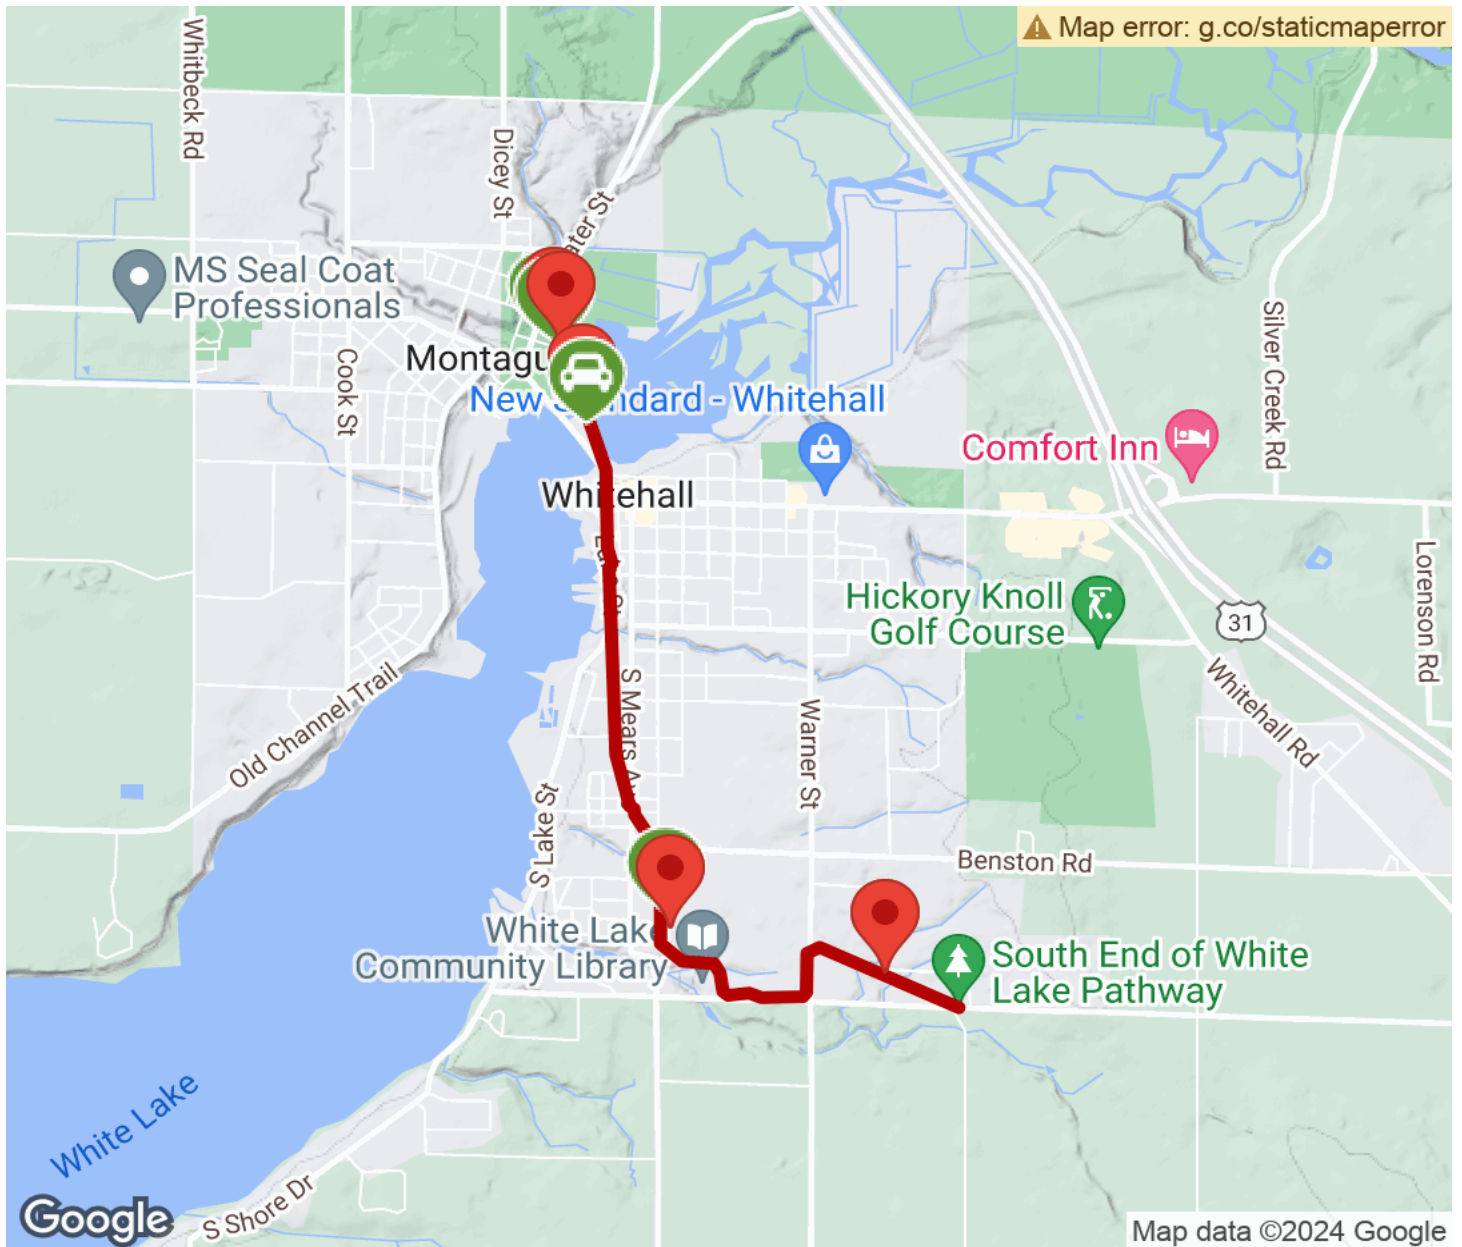 Map error: g.co/staticmaperror
Whitbeck Rd
Dicey St
ater St
MS Seal Coat
Professionals
Silver Creek Rd
Cook St
Montagu
New
ndard - Whitehall
Comfort Inn
Whitehall
Lorenson Rd
Hickory Knoll
Golf Course
31
Whitehall Rd
S Mears Av
Warner St
Old Channel Trail
S Lake St
Benston Rd
White Lake
Community Library
South End of White
Lake Pathway
White Lake
S Shore Dr
Google
Map data ©2024 Google